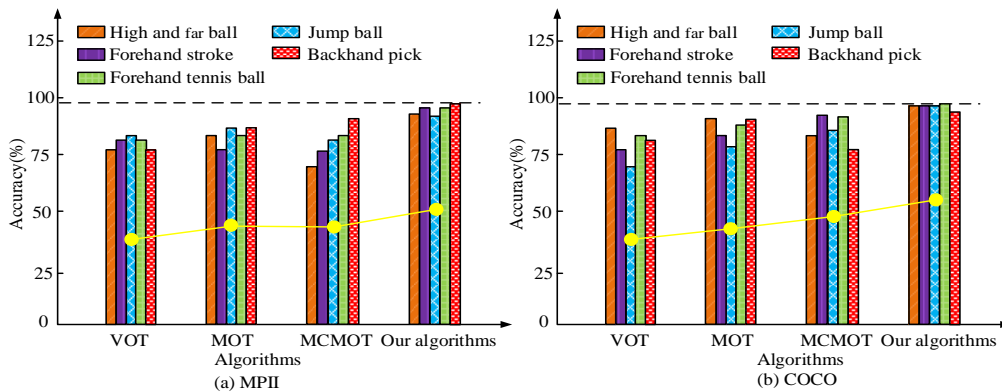 125
100
75
50
25
0
Accuracy(%)
High and far ball
Jump ball
Forehand stroke
Backhand pick
Forehand tennis ball
VOT MOT MCMOT Our algorithms
Algorithms
(a) MPII
125
100
75
50
25
0
Accuracy(%)
High and far ball
Jump ball
Forehand stroke
Backhand pick
Forehand tennis ball
VOT MOT MCMOT Our algorithms
Algorithms
(b) COCO